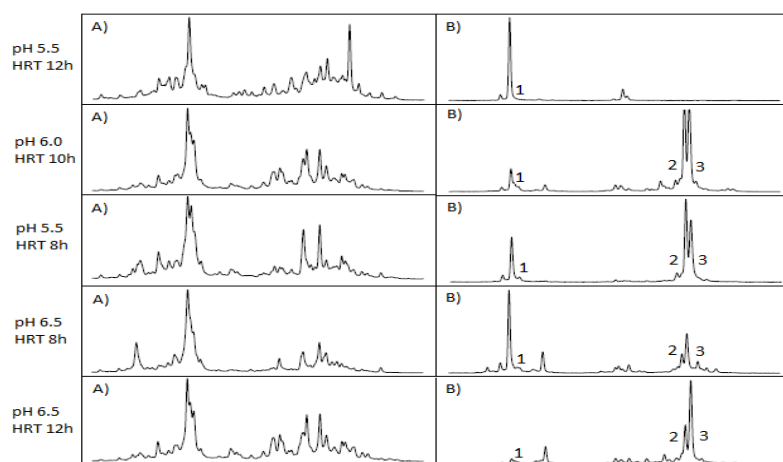 pH 5.5
HRT 12h
A)
B)
1
pH 6.0
HRT 10h
A)
B)
1
2
3
pH 5.5
HRT 8h
A)
B)
1
2
3
pH 6.5
HRT 8h
A)
B)
1
2
3
pH 6.5
HRT 12h
A)
B)
1
2
3